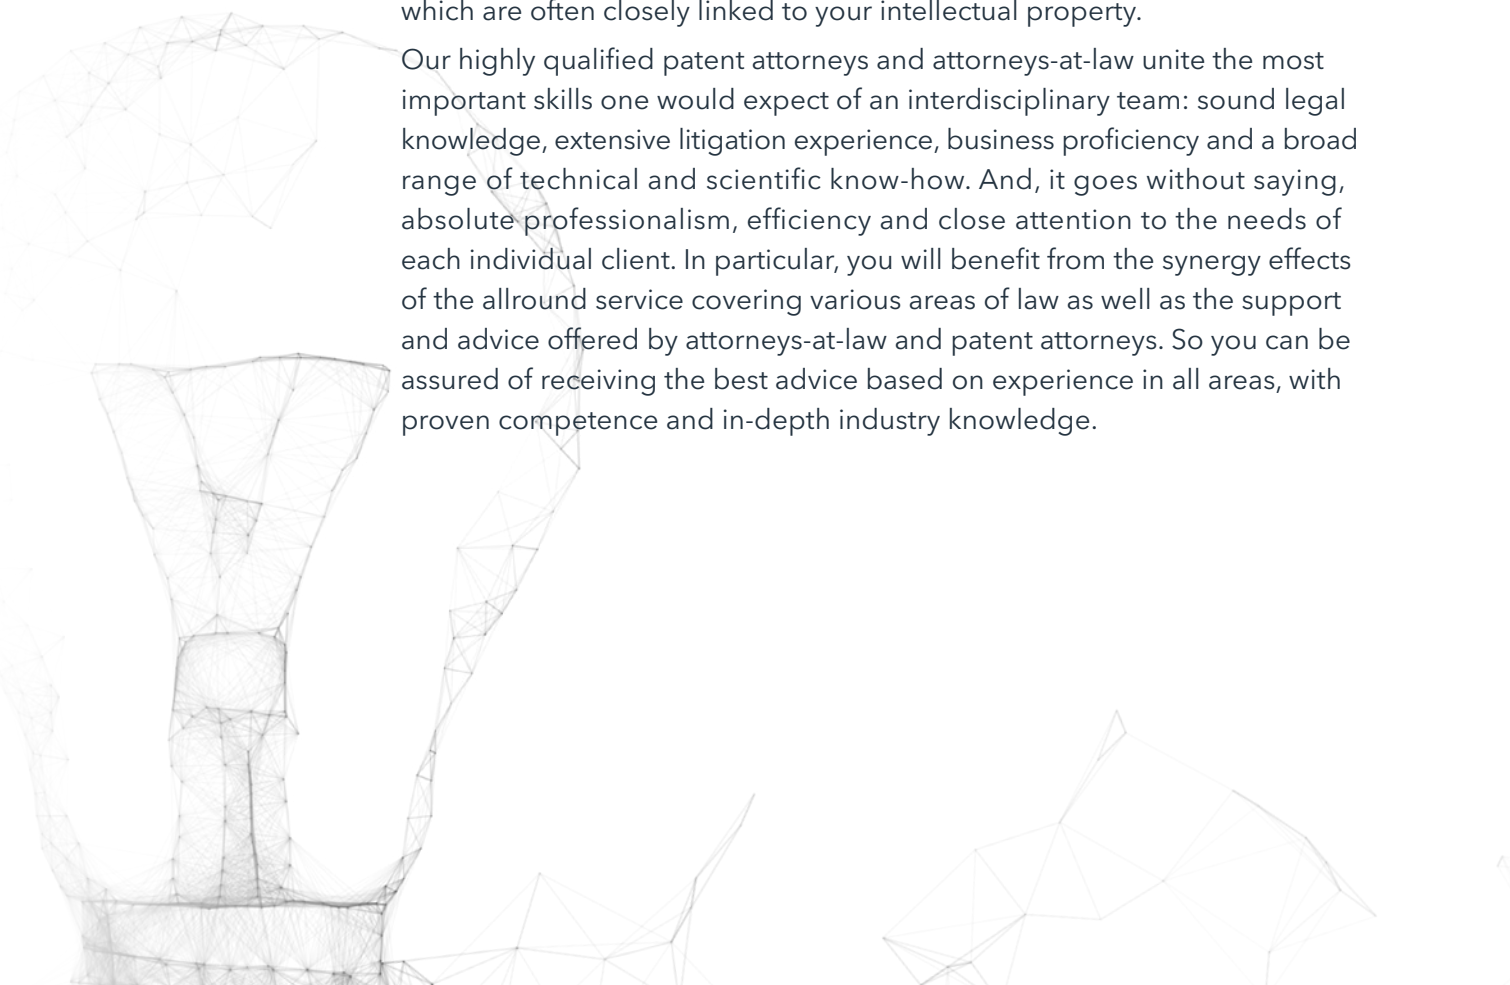 which are often closely linked to your intellectual property.
Our highly qualified patent attorneys and attorneys-at-law unite the most
important skills one would expect of an interdisciplinary team: sound legal
knowledge, extensive litigation experience, business proficiency and a broad
range of technical and scientific know-how. And, it goes without saying,
absolute professionalism, efficiency and close attention to the needs of
each individual client. In particular, you will benefit from the synergy effects
of the allround service covering various areas of law as well as the support
and advice offered by attorneys-at-law and patent attorneys. So you can be
assured of receiving the best advice based on experience in all areas, with
proven competence and in-depth industry knowledge.